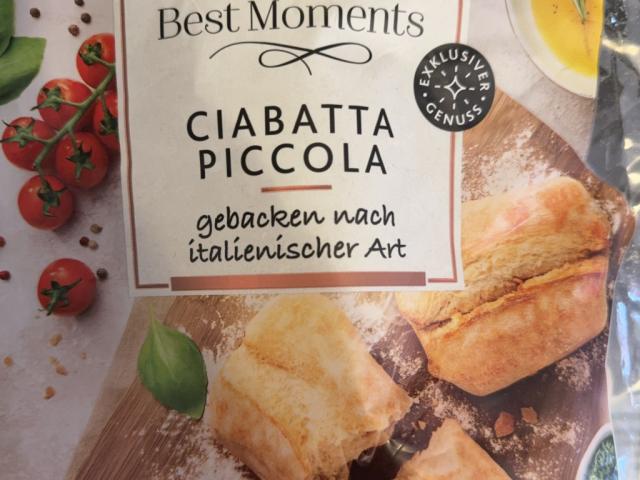 Best Moments
EXKLUSIVER
GENUSS
CIABATTA
PICCOLA
gebacken nach
italienischer Art